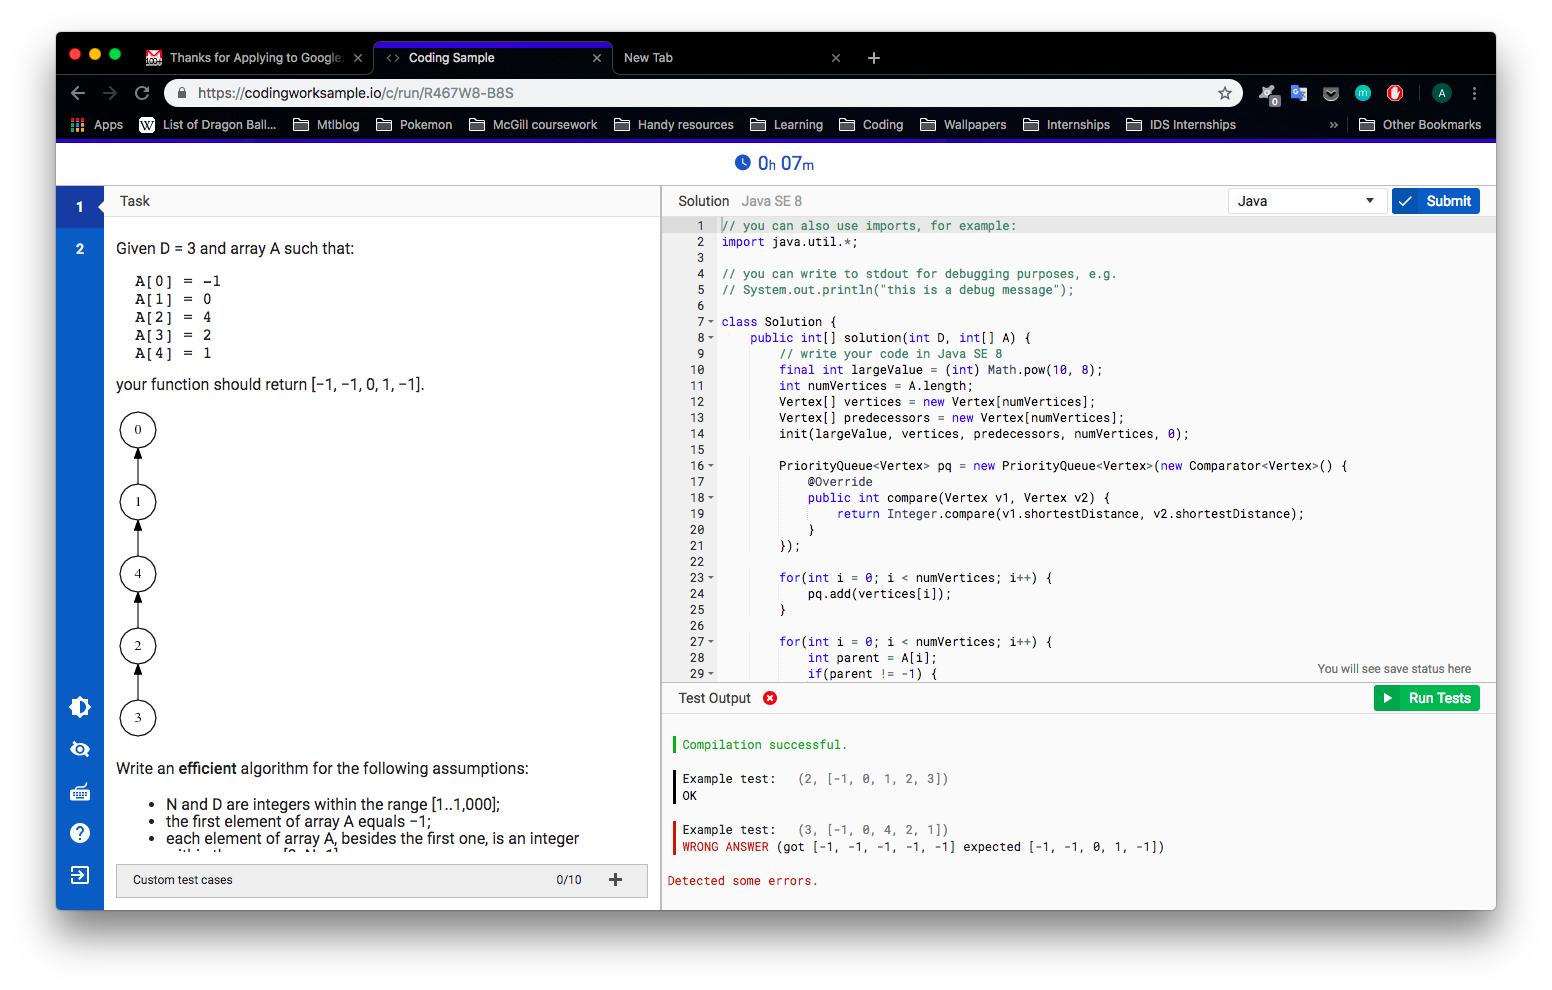 Thanks for Applying to Google
Coding Sample
New Tab
https://codingworksample.io/c/run/R467W8-B8S
0
A
Apps
W
List of Dragon Ball...
Mtlblog
Pokemon
McGill coursework
Handy resources
Learning
Coding
Wallpapers
Internships
IDS Internships
»
Other Bookmarks
0h 07m
1
2
Task
Given D = 3 and array A such that:
A[0] = -1
A[1] = 0
A[2] = 4
A[3] = 2
A[4] = 1
your function should return [−1, −1, 0, 1, −1].
0
1
4
2
3
Write an efficient algorithm for the following assumptions:
• N and D are integers within the range [1..1,000];
• the first element of array A equals −1;
• each element of array A, besides the first one, is an integer
Custom test cases
0/10
+
Solution Java SE 8
Java
Submit
1 // you can also use imports, for example:
2 import java.util.*;
3
4 // you can write to stdout for debugging purposes, e.g.
5 // System.out.println("this is a debug message");
6
7 class Solution {
8 public int[] solution(int D, int[] A) {
9 // write your code in Java SE 8
10 final int largeValue = (int) Math.pow(10, 8);
11 int numVertices = A.length;
12 Vertex[] vertices = new Vertex[numVertices];
13 Vertex[] predecessors = new Vertex[numVertices];
14 init(largeValue, vertices, predecessors, numVertices, 0);
15
16 PriorityQueue<Vertex> pq = new PriorityQueue<Vertex>(new Comparator<Vertex>() {
17 @Override
18 public int compare(Vertex v1, Vertex v2) {
19 return Integer.compare(v1.shortestDistance, v2.shortestDistance);
20 }
21 });
22
23 for(int i = 0; i < numVertices; i++) {
24 pq.add(vertices[i]);
25 }
26
27 for(int i = 0; i < numVertices; i++) {
28 int parent = A[i];
29 if(parent != -1) {
You will see save status here
Test Output
Run Tests
Compilation successful.
Example test: (2, [-1, 0, 1, 2, 3])
OK
Example test: (3, [-1, 0, 4, 2, 1])
WRONG ANSWER (got [-1, -1, -1, -1, -1] expected [-1, -1, 0, 1, -1])
Detected some errors.